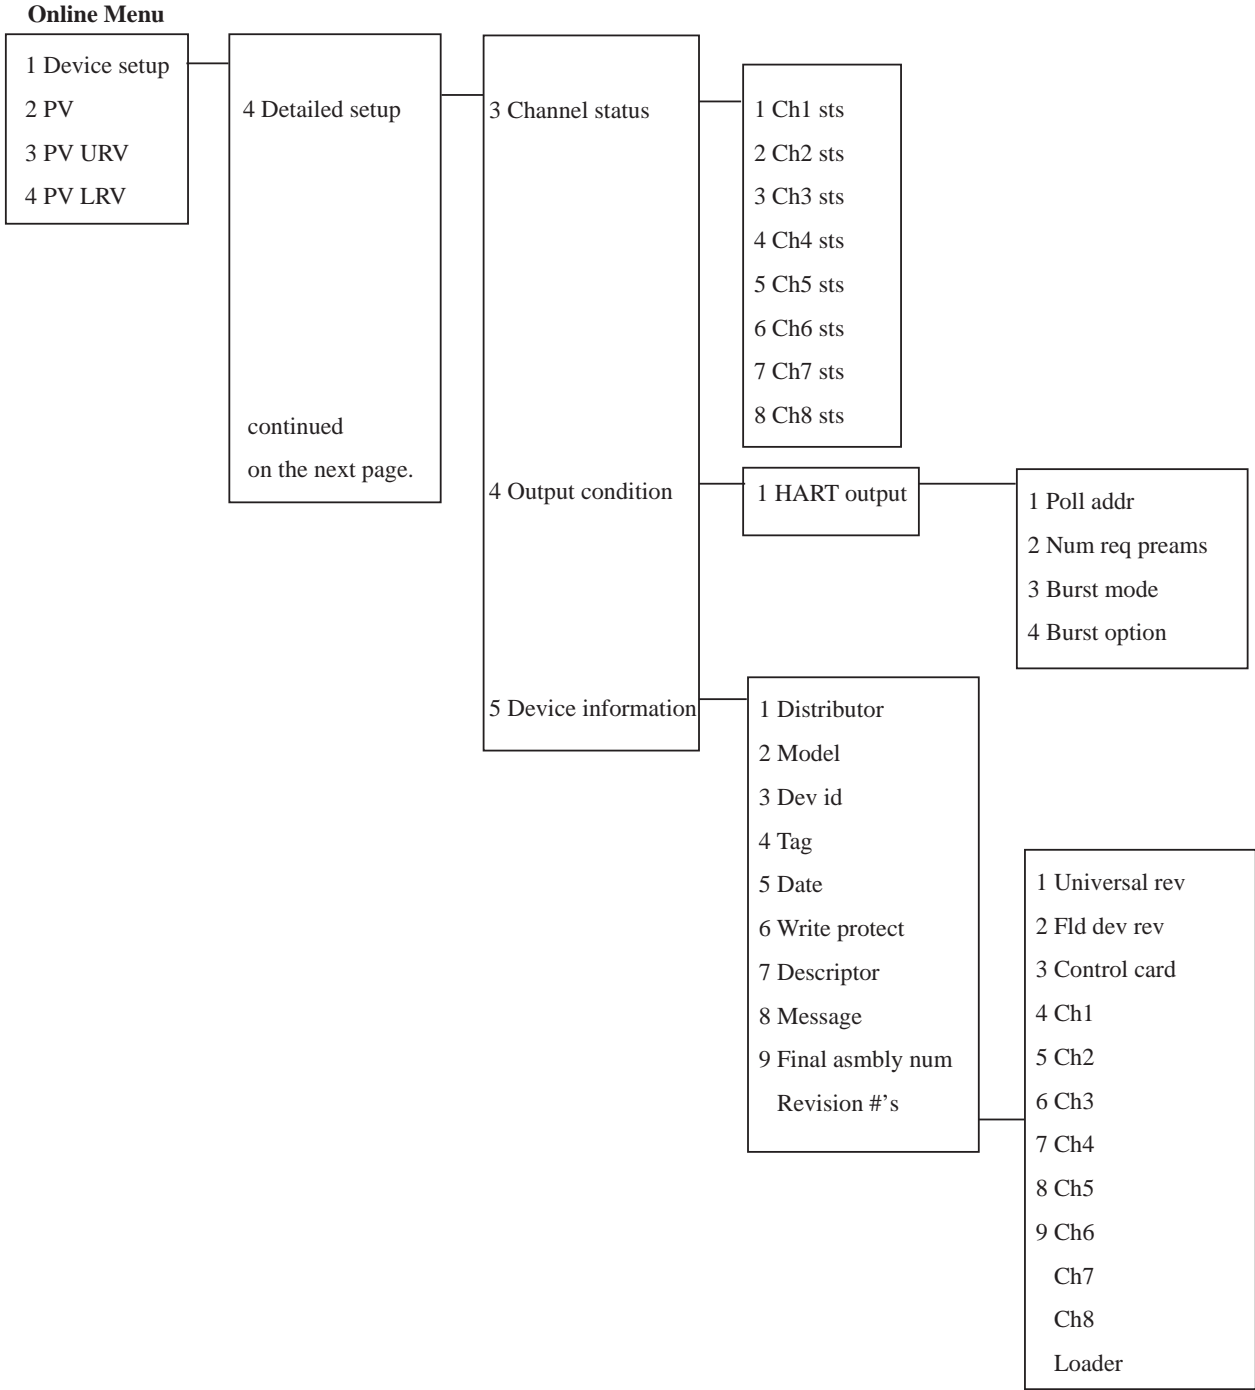 Online Menu
1 Device setup
2 PV
3 PV URV
4 PV LRV
4 Detailed setup
continued
on the next page.
3 Channel status
4 Output condition
5 Device information
1 Ch1 sts
2 Ch2 sts
3 Ch3 sts
4 Ch4 sts
5 Ch5 sts
6 Ch6 sts
7 Ch7 sts
8 Ch8 sts
1 HART output
1 Poll addr
2 Num req preams
3 Burst mode
4 Burst option
1 Distributor
2 Model
3 Dev id
4 Tag
5 Date
6 Write protect
7 Descriptor
8 Message
9 Final asmbly num
Revision #’s
1 Universal rev
2 Fld dev rev
3 Control card
4 Ch1
5 Ch2
6 Ch3
7 Ch4
8 Ch5
9 Ch6
Ch7
Ch8
Loader